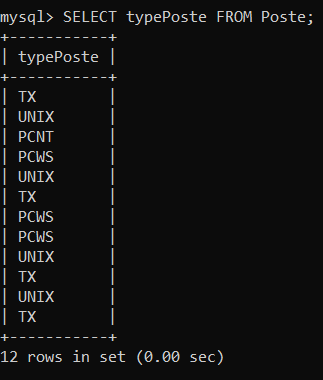 mysql> SELECT typePoste FROM Poste;
+-----------+
| typePoste |
+-----------+
| TX        |
| UNIX      |
| PCNT      |
| PCWS      |
| UNIX      |
| TX        |
| PCWS      |
| PCWS      |
| UNIX      |
| TX        |
| UNIX      |
| TX        |
+-----------+
12 rows in set (0.00 sec)